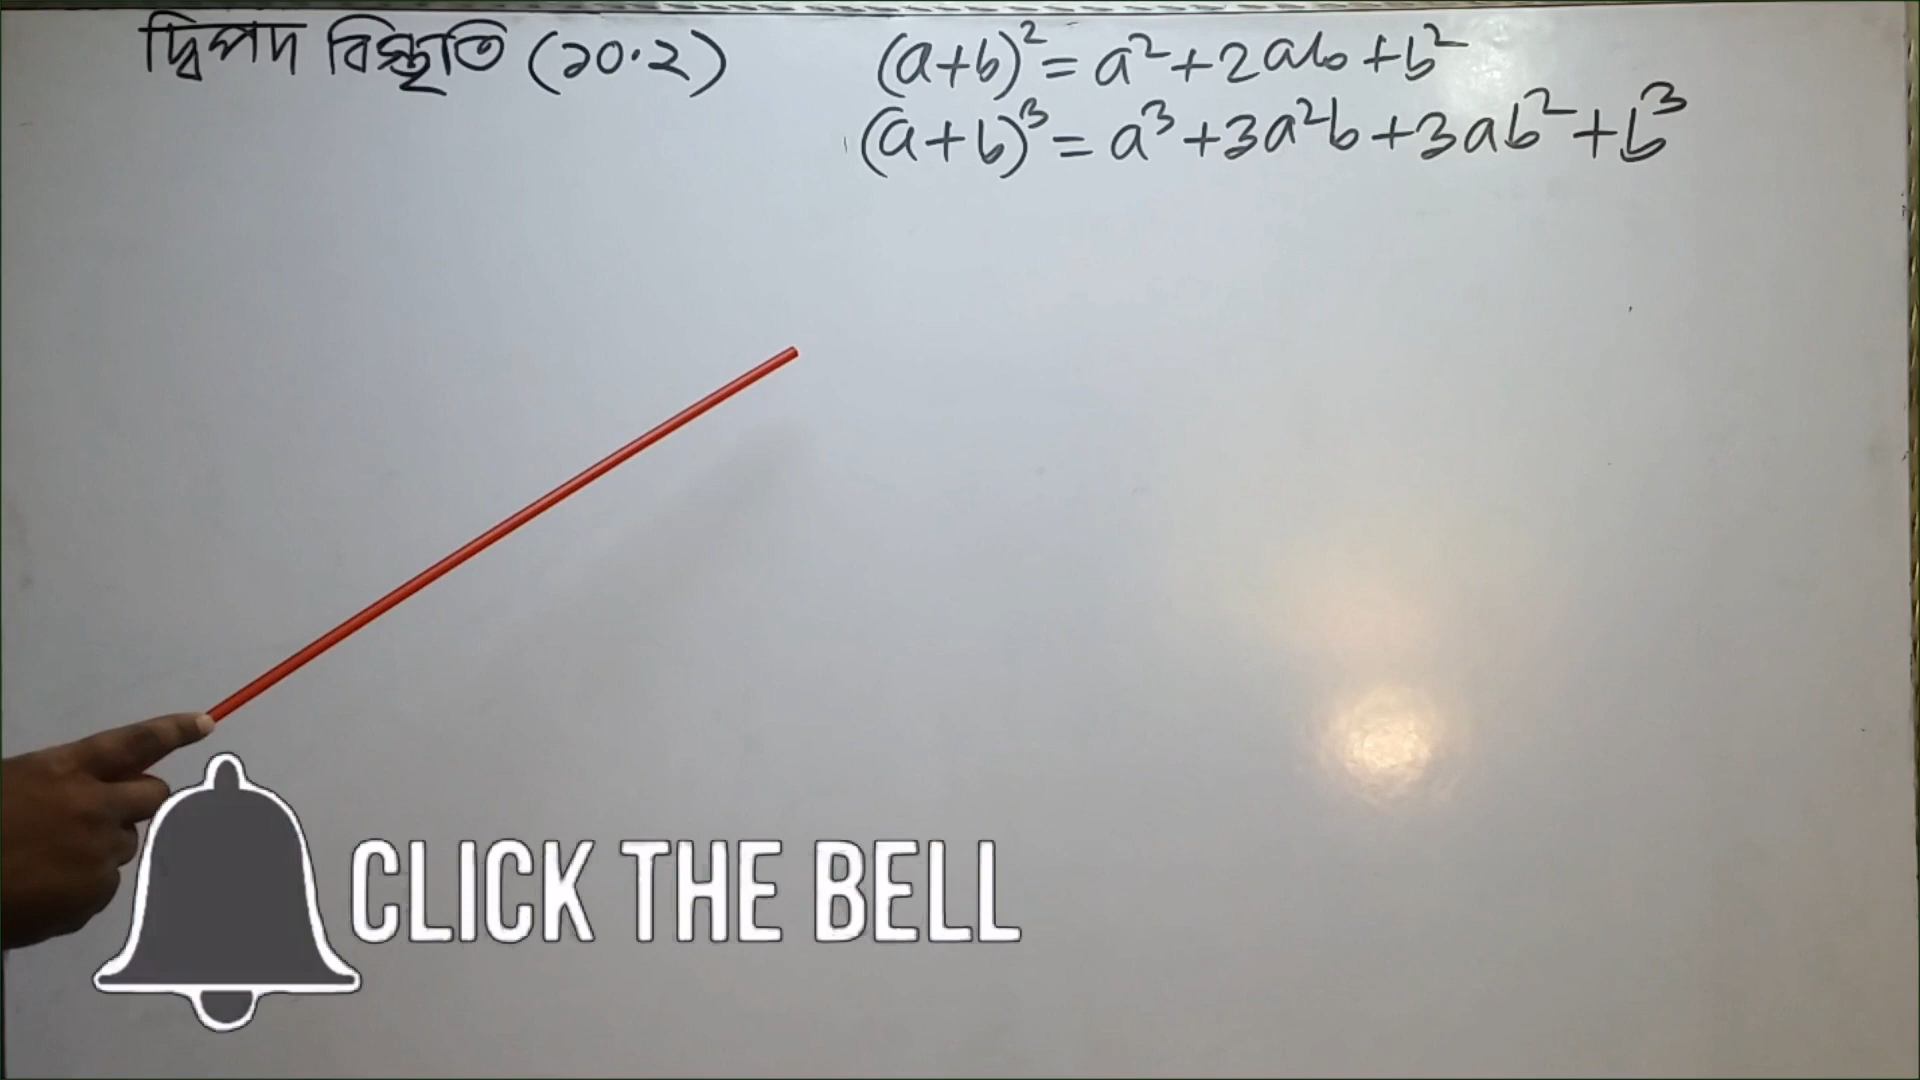 দ্বিপদ বিস্তৃতি (১০.২)
(a+b)² = a² + 2ab + b²
(a+b)³ = a³ + 3a²b + 3ab² + b³
CLICK THE BELL